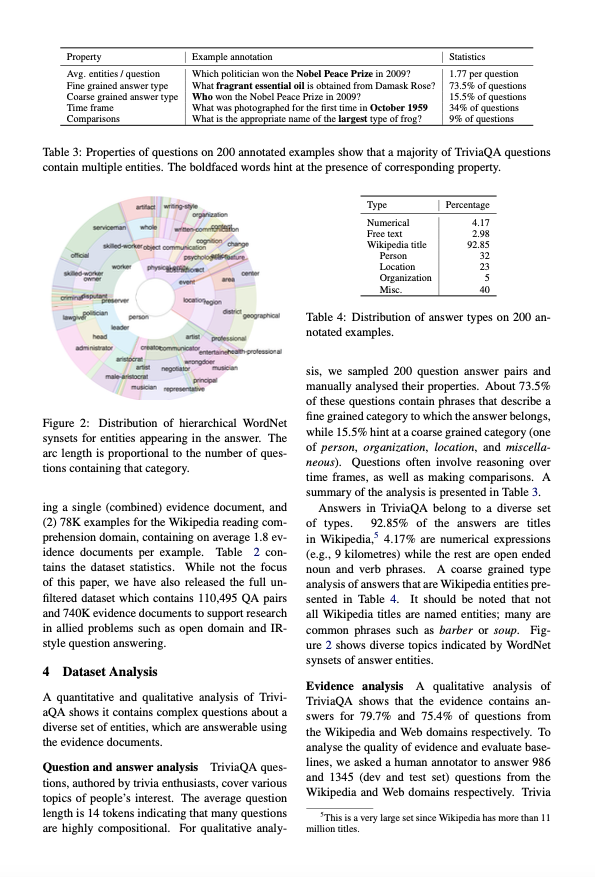 Property Example annotation Statistics
Avg. entities / question Which politician won the Nobel Peace Prize in 2009? 1.77 per question
Fine grained answer type What fragrant essential oil is obtained from Damask Rose? 73.5% of questions
Coarse grained answer type Who won the Nobel Peace Prize in 2009? 15.5% of questions
Time frame What was photographed for the first time in October 1959 34% of questions
Comparisons What is the appropriate name of the largest type of frog? 9% of questions
Table 3: Properties of questions on 200 annotated examples show that a majority of TriviaQA questions
contain multiple entities. The boldfaced words hint at the presence of corresponding property.
artifact
writing-style
organization
serviceman
whole
written-communication
skilled-worker
object
communication
cognition
change
psychological-feature
official
worker
physical-entity
event
area
center
skilled-worker
owner
criminal
disputant
preserver
person
location
region
lawgiver
politician
district
geographical
leader
head
artist
professional
administrator
creator
communicator
entertainer
health-professional
aristocrat
wrongdoer
artist
negotiator
musician
male-aristocrat
principal
musician
representative
Figure 2: Distribution of hierarchical WordNet
synsets for entities appearing in the answer. The
arc length is proportional to the number of ques-
tions containing that category.
ing a single (combined) evidence document, and
(2) 78K examples for the Wikipedia reading com-
prehension domain, containing on average 1.8 ev-
idence documents per example. Table 2 con-
tains the dataset statistics. While not the focus
of this paper, we have also released the full un-
filtered dataset which contains 110,495 QA pairs
and 740K evidence documents to support research
in allied problems such as open domain and IR-
style question answering.
4 Dataset Analysis
A quantitative and qualitative analysis of Trivi-
aQA shows it contains complex questions about a
diverse set of entities, which are answerable using
the evidence documents.
Question and answer analysis TriviaQA ques-
tions, authored by trivia enthusiasts, cover various
topics of people's interest. The average question
length is 14 tokens indicating that many questions
are highly compositional. For qualitative analy-
Type Percentage
Numerical 4.17
Free text 2.98
Wikipedia title 92.85
Person 32
Location 23
Organization 5
Misc. 40
Table 4: Distribution of answer types on 200 an-
notated examples.
sis, we sampled 200 question answer pairs and
manually analysed their properties. About 73.5%
of these questions contain phrases that describe a
fine grained category to which the answer belongs,
while 15.5% hint at a coarse grained category (one
of person, organization, location, and miscella-
neous). Questions often involve reasoning over
time frames, as well as making comparisons. A
summary of the analysis is presented in Table 3.
Answers in TriviaQA belong to a diverse set
of types. 92.85% of the answers are titles
in Wikipedia,5 4.17% are numerical expressions
(e.g., 9 kilometres) while the rest are open ended
noun and verb phrases. A coarse grained type
analysis of answers that are Wikipedia entities pre-
sented in Table 4. It should be noted that not
all Wikipedia titles are named entities; many are
common phrases such as barber or soup. Fig-
ure 2 shows diverse topics indicated by WordNet
synsets of answer entities.
Evidence analysis A qualitative analysis of
TriviaQA shows that the evidence contains an-
swers for 79.7% and 75.4% of questions from
the Wikipedia and Web domains respectively. To
analyse the quality of evidence and evaluate base-
lines, we asked a human annotator to answer 986
and 1345 (dev and test set) questions from the
Wikipedia and Web domains respectively. Trivia
5This is a very large set since Wikipedia has more than 11
million titles.